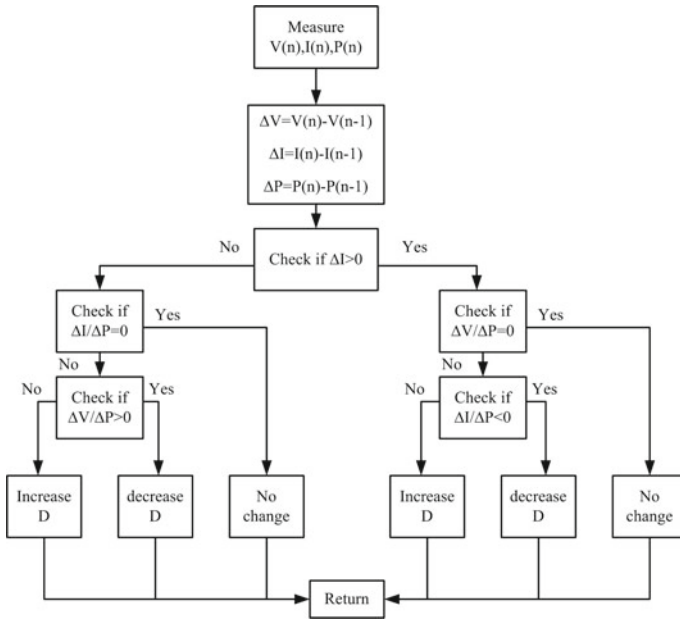 Measure
V(n),I(n),P(n)
ΔV=V(n)-V(n-1)
ΔI=I(n)-I(n-1)
ΔP=P(n)-P(n-1)
No
Check if ΔI>0
Yes
Check if
ΔI/ΔP=0
Yes
No
No
Check if
ΔV/ΔP>0
Yes
Increase
D
decrease
D
No
change
Check if
ΔV/ΔP=0
Yes
No
No
Check if
ΔI/ΔP<0
Yes
Increase
D
decrease
D
No
change
Return